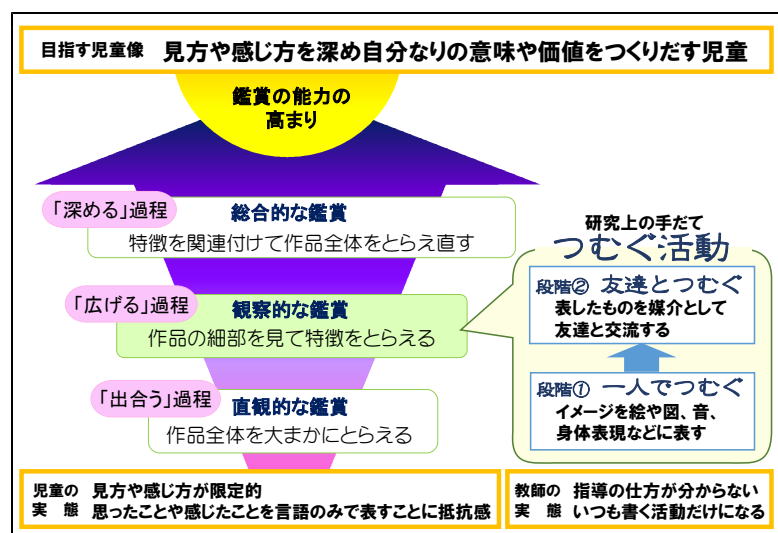 目指す児童像 見方や感じ方を深め自分なりの意味や価値をつくりだす児童
鑑賞の能力の
高まり
「深める」過程
総合的な鑑賞
特徴を関連付けて作品全体をとらえ直す
「広げる」過程
観察的な鑑賞
作品の細部を見て特徴をとらえる
「出合う」過程
直観的な鑑賞
作品全体を大まかにとらえる
研究上の手だて
つむぐ活動
段階② 友達とつむぐ
表したものを媒介として
友達と交流する
段階① 一人でつむぐ
イメージを絵や図、音、
身体表現などに表す
児童の 見方や感じ方が限定的
実 態 思ったことや感じたことを言語のみで表すことに抵抗感
教師の 指導の仕方が分からない
実 態 いつも書く活動だけになる